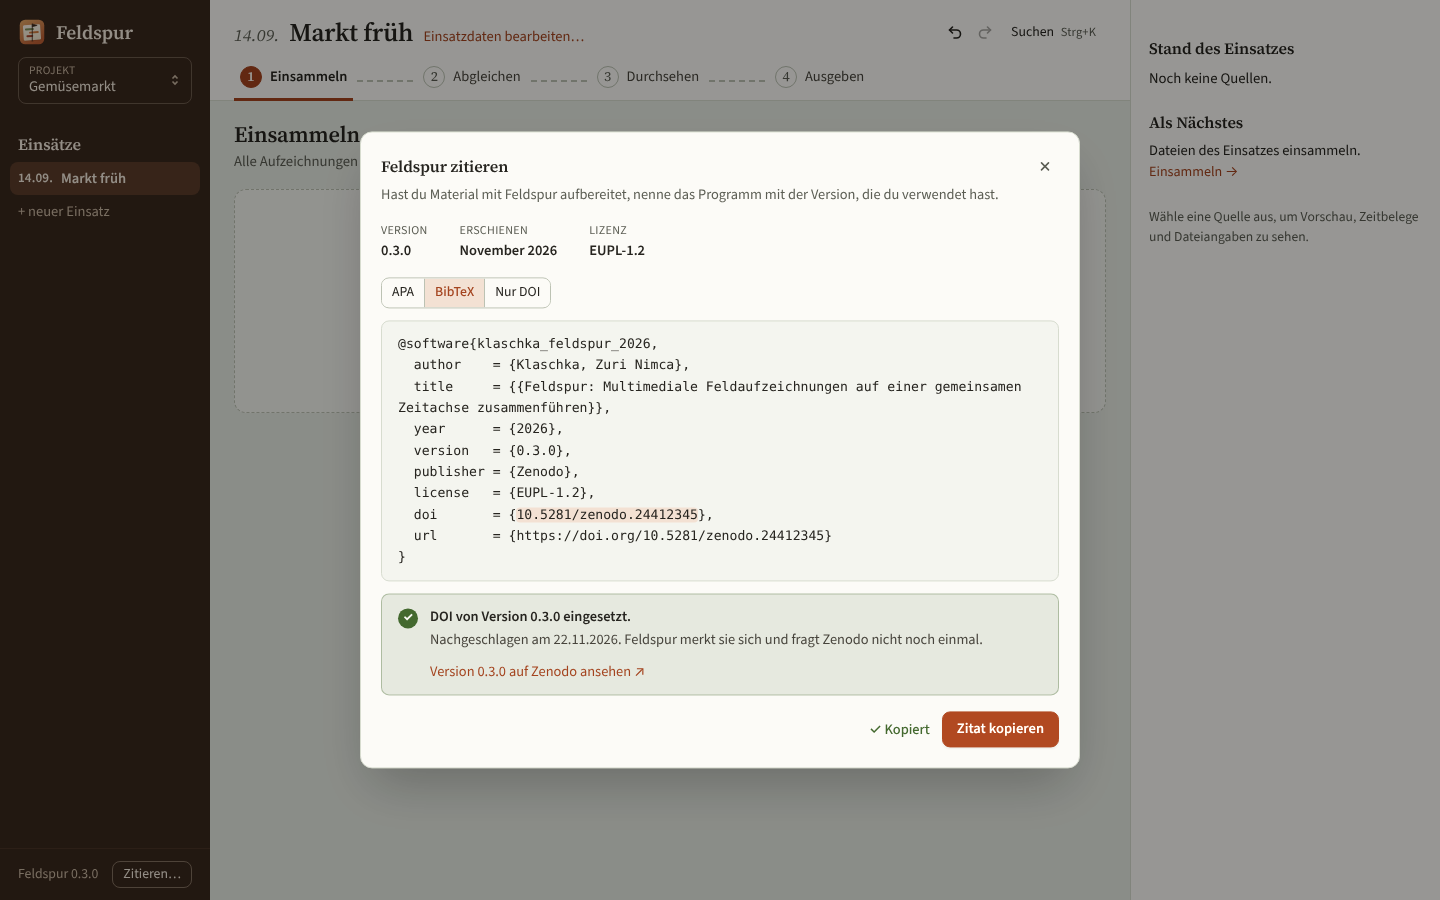 Feldspur
PROJEKT
Gemüsemarkt
Einsätze
14.09. Markt früh
+ neuer Einsatz
Feldspur 0.3.0
Zitieren…
14.09. Markt früh Einsatzdaten bearbeiten…
Suchen Strg+K
1 Einsammeln
2 Abgleichen
3 Durchsehen
4 Ausgeben
Einsammeln
Alle Aufzeichnungen
Feldspur zitieren
Hast du Material mit Feldspur aufbereitet, nenne das Programm mit der Version, die du verwendet hast.
VERSION
0.3.0
ERSCHIENEN
November 2026
LIZENZ
EUPL-1.2
APA
BibTeX
Nur DOI
@software{klaschka_feldspur_2026,
  author    = {Klaschka, Zuri Nimca},
  title     = {{Feldspur: Multimediale Feldaufzeichnungen auf einer gemeinsamen
Zeitachse zusammenführen}},
  year      = {2026},
  version   = {0.3.0},
  publisher = {Zenodo},
  license   = {EUPL-1.2},
  doi       = {10.5281/zenodo.24412345},
  url       = {https://doi.org/10.5281/zenodo.24412345}
}
DOI von Version 0.3.0 eingesetzt.
Nachgeschlagen am 22.11.2026. Feldspur merkt sie sich und fragt Zenodo nicht noch einmal.
Version 0.3.0 auf Zenodo ansehen ↗
✓ Kopiert
Zitat kopieren
Stand des Einsatzes
Noch keine Quellen.
Als Nächstes
Dateien des Einsatzes einsammeln.
Einsammeln →
Wähle eine Quelle aus, um Vorschau, Zeitbelege
und Dateiangaben zu sehen.